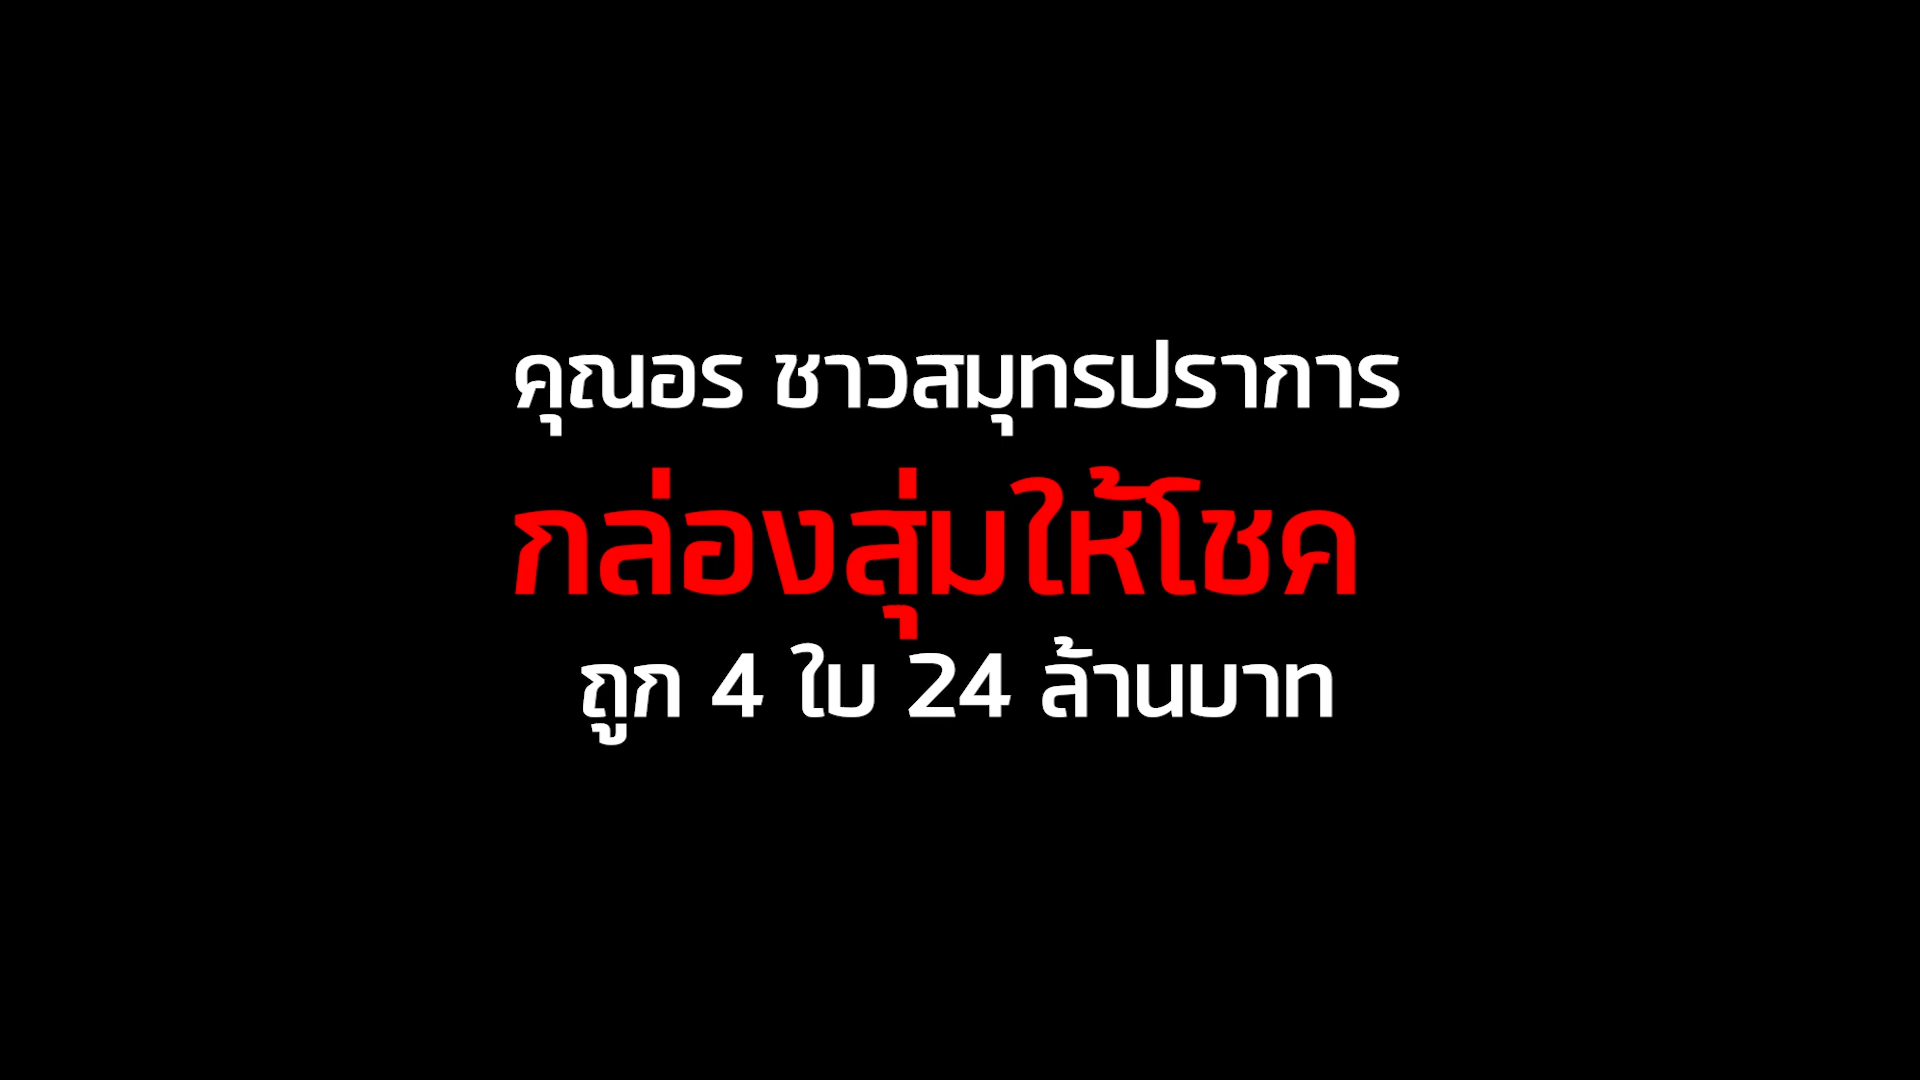 คุณอร ชาวสมุทรปราการ
กล่องสุ่มให้โชค
ถูก 4 ใบ 24 ล้านบาท